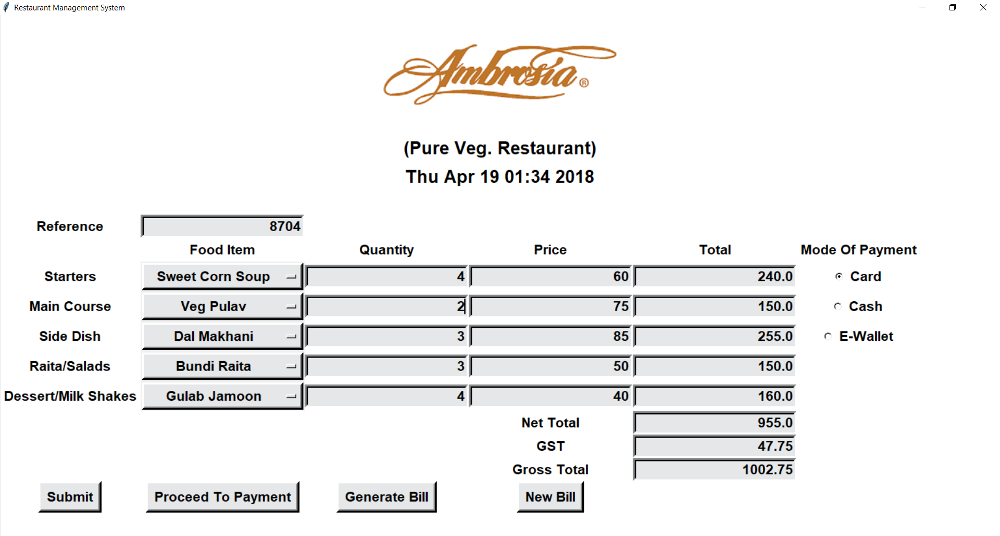 Restaurant Management System
Ambrosia ®
(Pure Veg. Restaurant)
Thu Apr 19 01:34 2018
Reference 8704
Food Item Quantity Price Total Mode Of Payment
Starters Sweet Corn Soup 4 60 240.0 Card
Main Course Veg Pulav 2 75 150.0 Cash
Side Dish Dal Makhani 3 85 255.0 E-Wallet
Raita/Salads Bundi Raita 3 50 150.0
Dessert/Milk Shakes Gulab Jamoon 4 40 160.0
Net Total 955.0
GST 47.75
Gross Total 1002.75
Submit Proceed To Payment Generate Bill New Bill